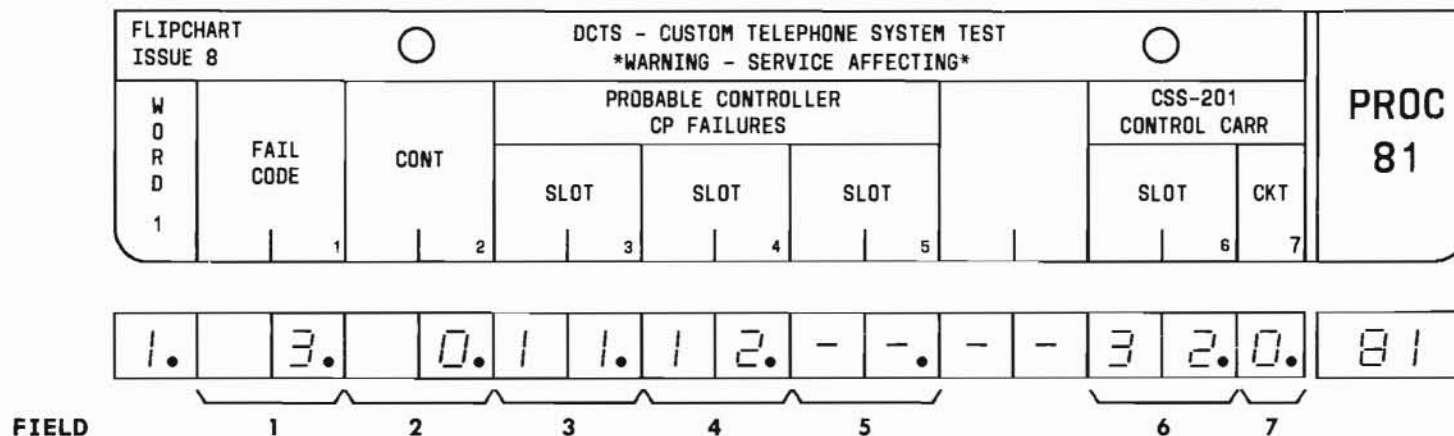 FLIPCHART
ISSUE 8
DCTS - CUSTOM TELEPHONE SYSTEM TEST
*WARNING - SERVICE AFFECTING*
PROC
81
WORD 1
FAIL
CODE
1
CONT
2
PROBABLE CONTROLLER
CP FAILURES
SLOT
3
SLOT
4
SLOT
5
CSS-201
CONTROL CARR
SLOT
6
CKT
7
1. 3. 0. 1 1. 1 2. - -. - - 3 2. 0. 81
FIELD 1 2 3 4 5 6 7